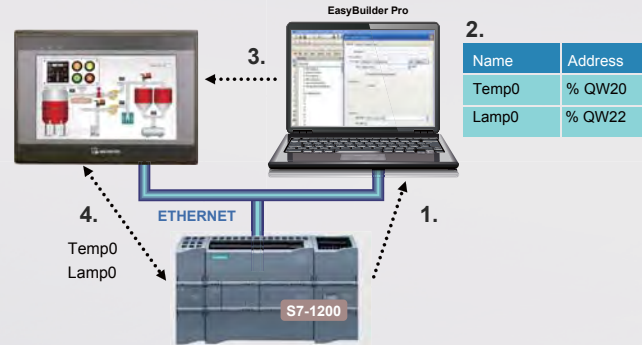 EasyBuilder Pro
2.
Name Address
Temp0 % QW20
Lamp0 % QW22
3.
4.
ETHERNET
1.
Temp0
Lamp0
S7-1200